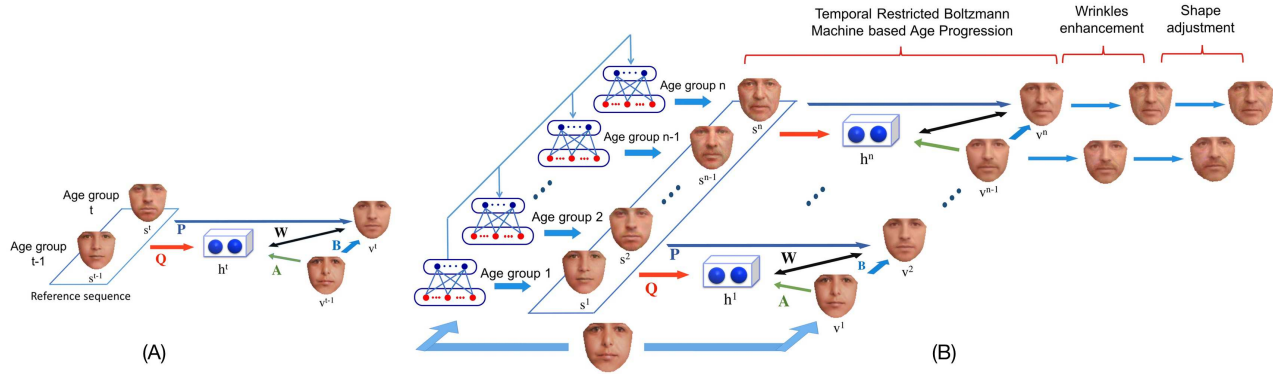 Temporal Restricted Boltzmann
Machine based Age Progression
Wrinkles
enhancement
Shape
adjustment
Age group n
s^n
Age group n-1
s^{n-1}
h^n
v^n
v^{n-1}
Age group 2
s^2
P
W
B
v^2
Age group 1
s^1
Q
h^1
A
v^1
Age group
t
s^t
P
W
B
v^t
Age group
t-1
s^{t-1}
Q
h^t
A
v^{t-1}
Reference sequence
(A)
(B)